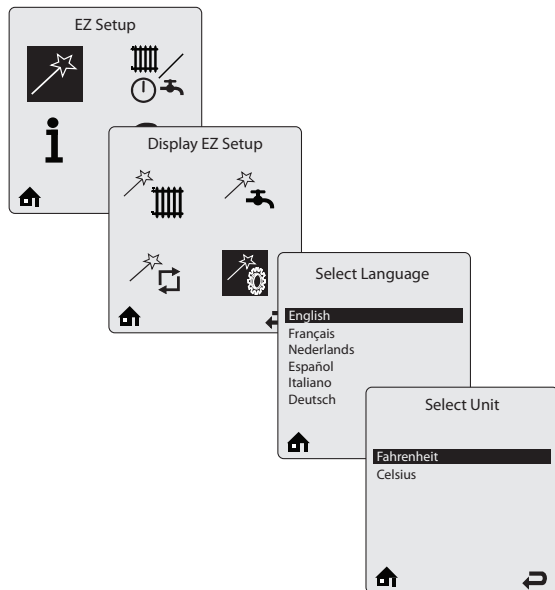 EZ Setup
Display EZ Setup
Select Language
English
Français
Nederlands
Español
Italiano
Deutsch
Select Unit
Fahrenheit
Celsius